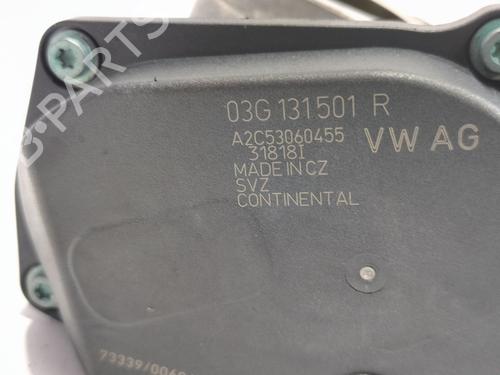 03G 131 501 R
A2C53060455 VW AG
31818I
MADE IN CZ
SVZ
CONTINENTAL
B-PARTS